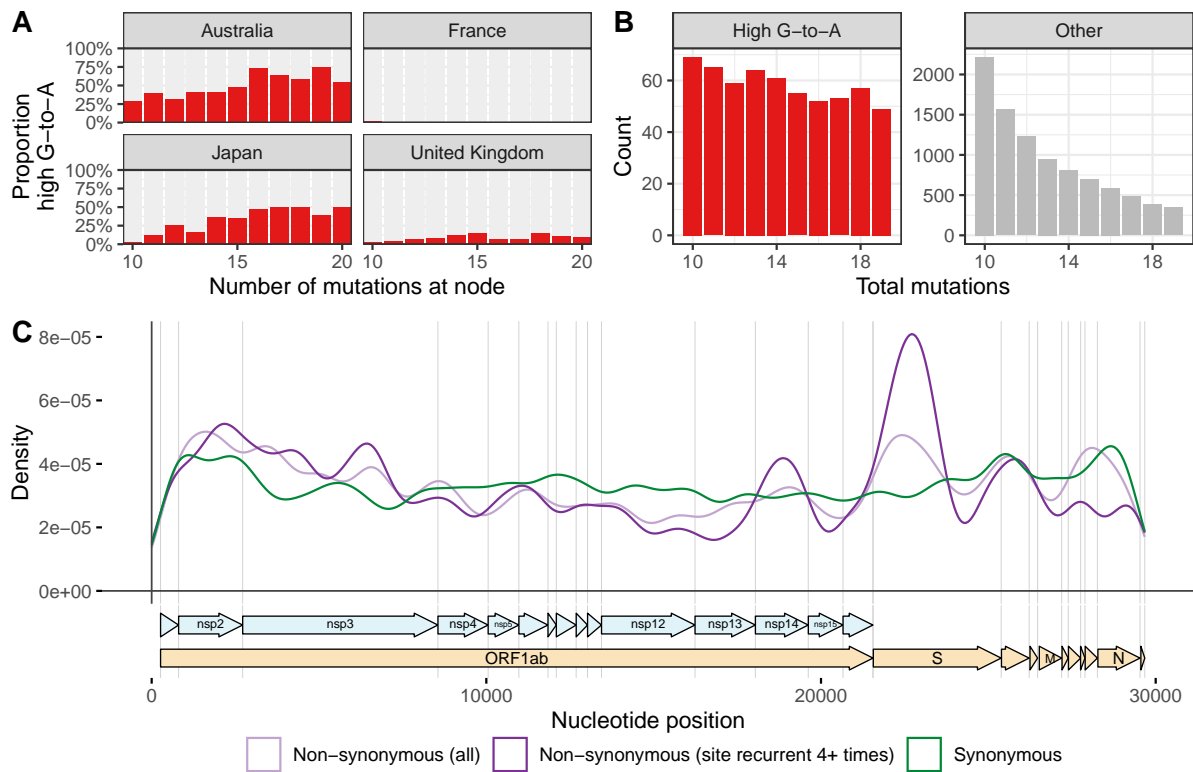 A
Australia
France
100%
75%
50%
25%
0%
Japan
United Kingdom
100%
75%
50%
25%
0%
10 15 20 10 15 20
Proportion
high G−to−A
Number of mutations at node
B
High G−to−A
Other
Count
60
40
20
0
2000
1500
1000
500
0
10 14 18 10 14 18
Total mutations
C
8e−05
6e−05
4e−05
2e−05
0e+00
Density
nsp2 nsp3 nsp4 nsp5 nsp12 nsp13 nsp14 nsp15
ORF1ab S M N
0 10000 20000 30000
Nucleotide position
Non−synonymous (all) Non−synonymous (site recurrent 4+ times) Synonymous